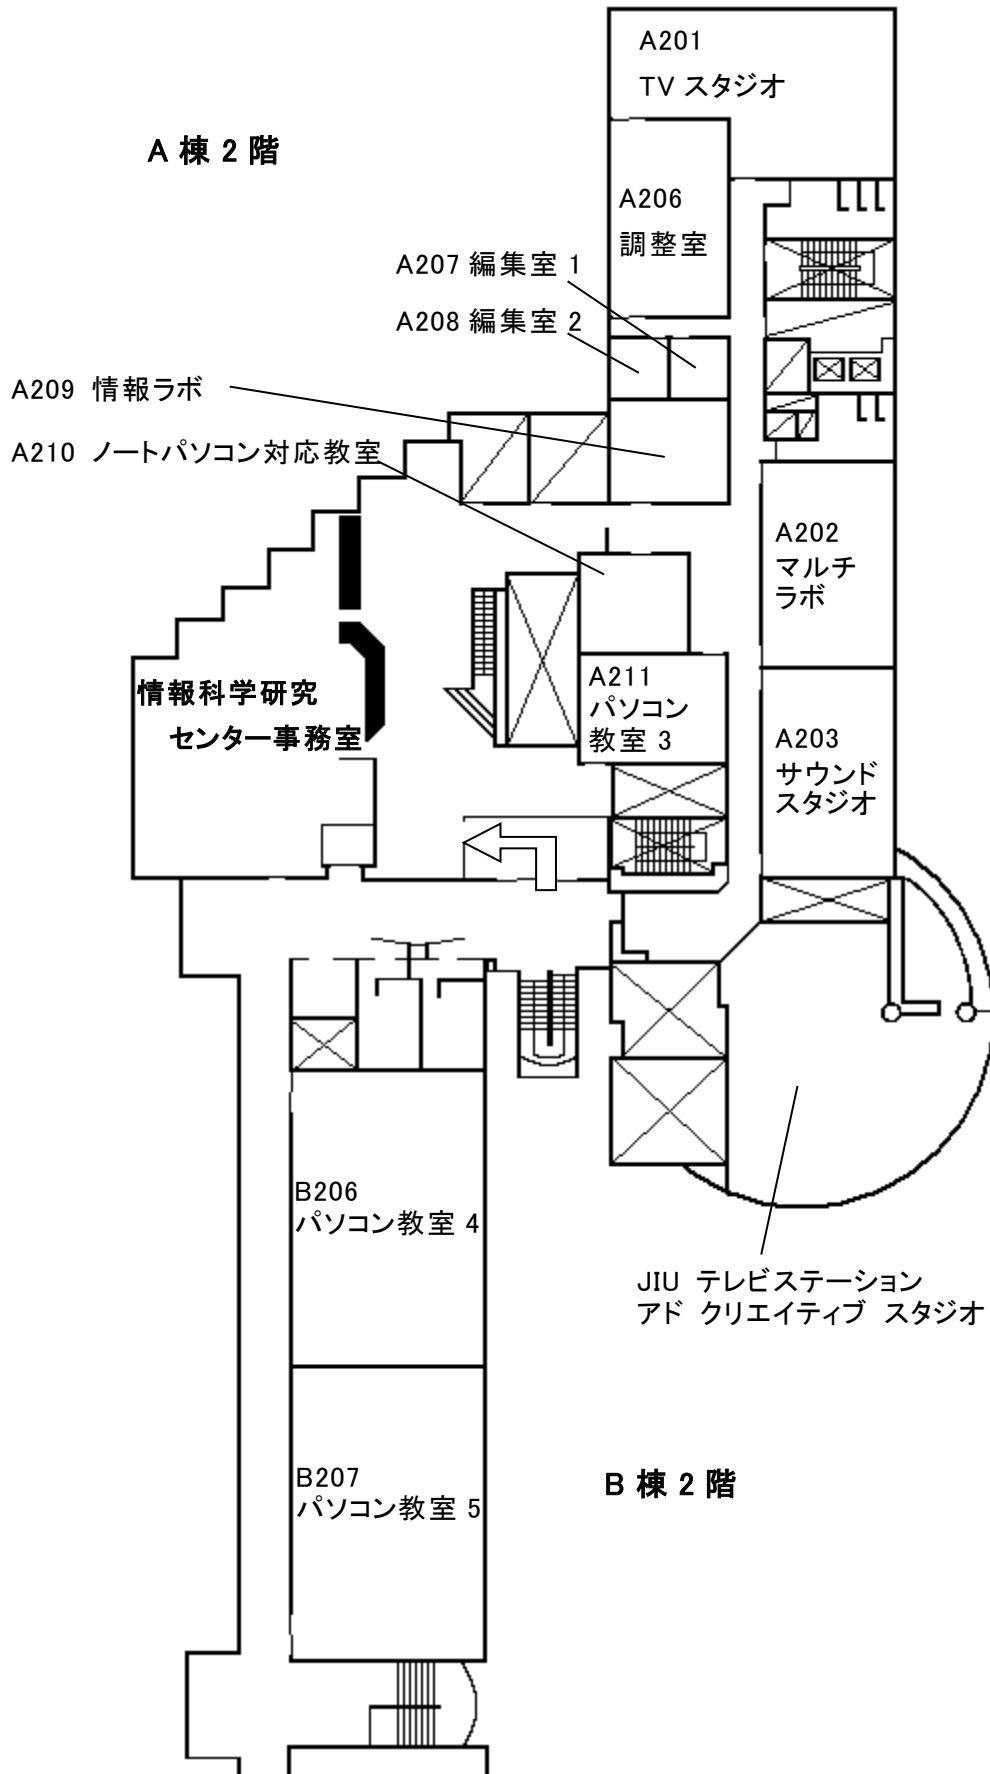 A201
TV スタジオ
A 棟 2 階
A206
調整室
A207 編集室 1
A208 編集室 2
A209 情報ラボ
A210 ノートパソコン対応教室
A202
マルチ
ラボ
A211
パソコン
教室 3
情報科学研究
センター事務室
A203
サウンド
スタジオ
B206
パソコン教室 4
JIU テレビステーション
アド クリエイティブ スタジオ
B207
パソコン教室 5
B 棟 2 階